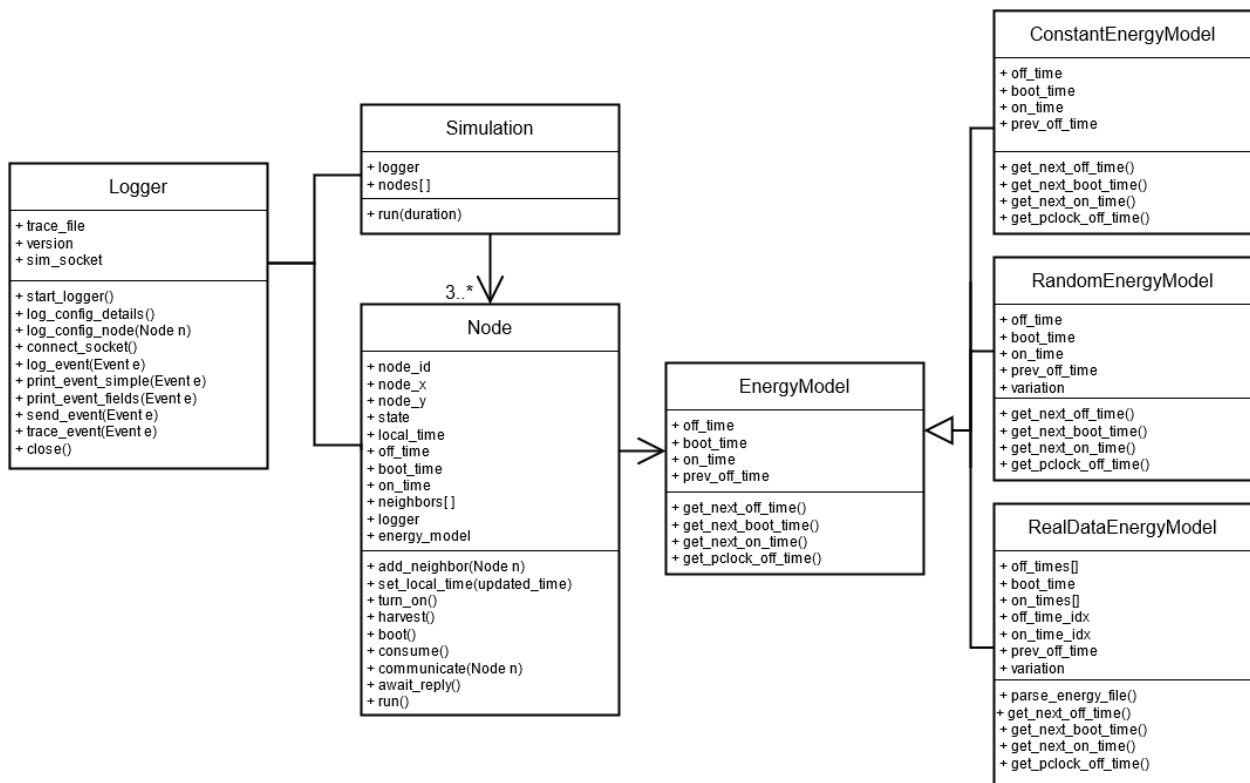 Logger
+ trace_file
+ version
+ sim_socket
+ start_logger()
+ log_config_details()
+ log_config_node(Node n)
+ connect_socket()
+ log_event(Event e)
+ print_event_simple(Event e)
+ print_event_fields(Event e)
+ send_event(Event e)
+ trace_event(Event e)
+ close()
Simulation
+ logger
+ nodes[ ]
+ run(duration)
3..*
Node
+ node_id
+ node_x
+ node_y
+ state
+ local_time
+ off_time
+ boot_time
+ on_time
+ neighbors[ ]
+ logger
+ energy_model
+ add_neighbor(Node n)
+ set_local_time(updated_time)
+ turn_on()
+ harvest()
+ boot()
+ consume()
+ communicate(Node n)
+ await_reply()
+ run()
EnergyModel
+ off_time
+ boot_time
+ on_time
+ prev_off_time
+ get_next_off_time()
+ get_next_boot_time()
+ get_next_on_time()
+ get_pclock_off_time()
ConstantEnergyModel
+ off_time
+ boot_time
+ on_time
+ prev_off_time
+ get_next_off_time()
+ get_next_boot_time()
+ get_next_on_time()
+ get_pclock_off_time()
RandomEnergyModel
+ off_time
+ boot_time
+ on_time
+ prev_off_time
+ variation
+ get_next_off_time()
+ get_next_boot_time()
+ get_next_on_time()
+ get_pclock_off_time()
RealDataEnergyModel
+ off_times[]
+ boot_time
+ on_times[]
+ off_time_idx
+ on_time_idx
+ prev_off_time
+ variation
+ parse_energy_file()
+ get_next_off_time()
+ get_next_boot_time()
+ get_next_on_time()
+ get_pclock_off_time()